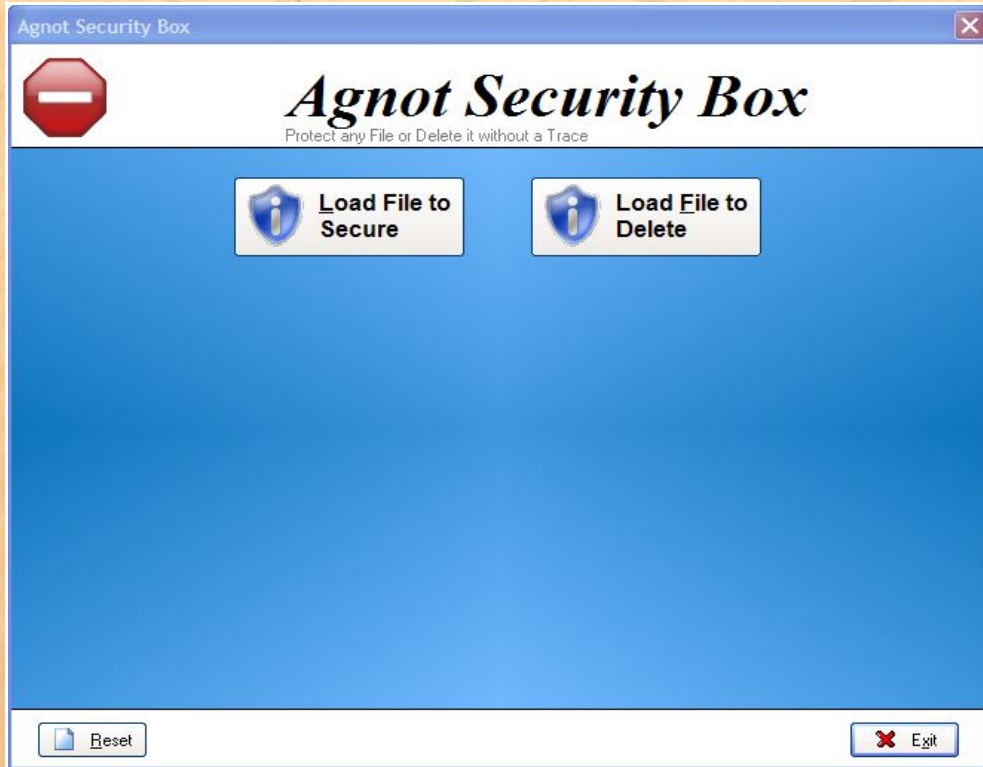 Agnot Security Box
Agnot Security Box
Protect any File or Delete it without a Trace
Load File to
Secure
Load File to
Delete
Reset
Exit